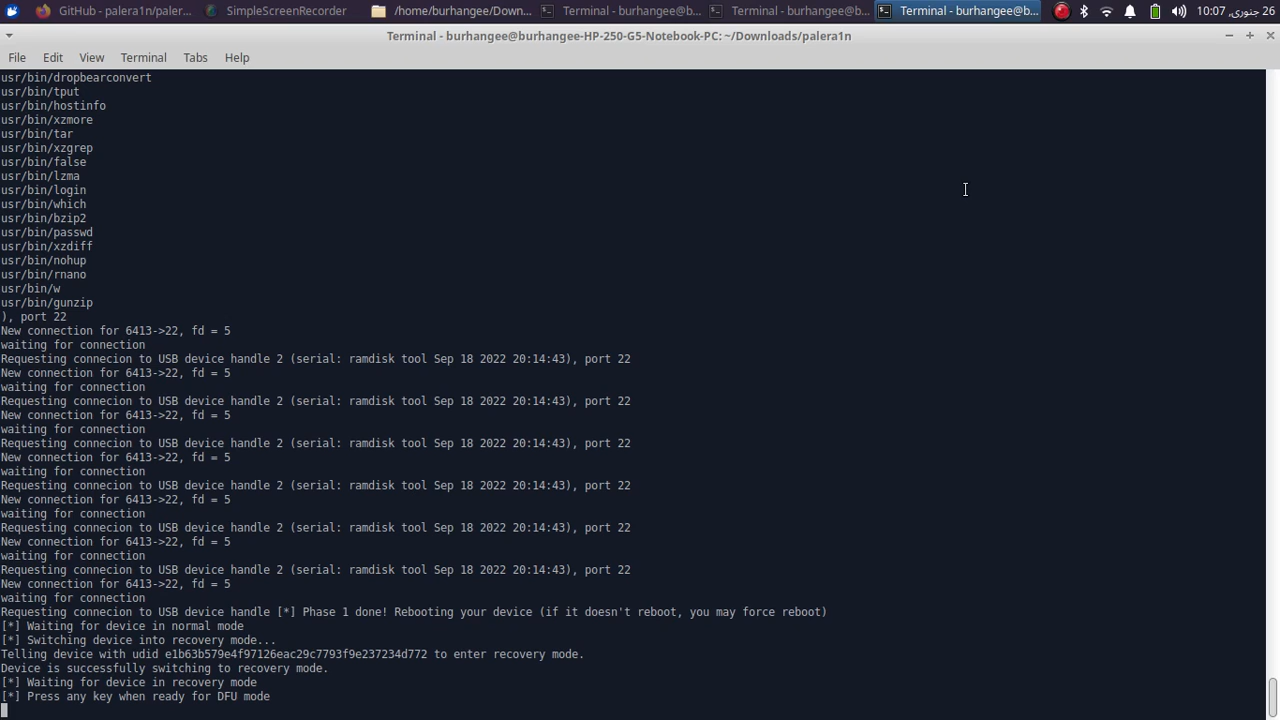 GitHub - palera1n/paler... SimpleScreenRecorder /home/burhangee/Down... Terminal - burhangee@b... Terminal - burhangee@b... Terminal - burhangee@b... 26 جنوری, 10:07
Terminal - burhangee@burhangee-HP-250-G5-Notebook-PC: ~/Downloads/palera1n
File Edit View Terminal Tabs Help
usr/bin/dropbearconvert
usr/bin/tput
usr/bin/hostinfo
usr/bin/xzmore
usr/bin/tar
usr/bin/xzgrep
usr/bin/false
usr/bin/lzma
usr/bin/login
usr/bin/which
usr/bin/bzip2
usr/bin/passwd
usr/bin/xzdiff
usr/bin/nohup
usr/bin/rnano
usr/bin/w
usr/bin/gunzip
), port 22
New connection for 6413->22, fd = 5
waiting for connection
Requesting connecion to USB device handle 2 (serial: ramdisk tool Sep 18 2022 20:14:43), port 22
New connection for 6413->22, fd = 5
waiting for connection
Requesting connecion to USB device handle 2 (serial: ramdisk tool Sep 18 2022 20:14:43), port 22
New connection for 6413->22, fd = 5
waiting for connection
Requesting connecion to USB device handle 2 (serial: ramdisk tool Sep 18 2022 20:14:43), port 22
New connection for 6413->22, fd = 5
waiting for connection
Requesting connecion to USB device handle 2 (serial: ramdisk tool Sep 18 2022 20:14:43), port 22
New connection for 6413->22, fd = 5
waiting for connection
Requesting connecion to USB device handle 2 (serial: ramdisk tool Sep 18 2022 20:14:43), port 22
New connection for 6413->22, fd = 5
waiting for connection
Requesting connecion to USB device handle 2 (serial: ramdisk tool Sep 18 2022 20:14:43), port 22
New connection for 6413->22, fd = 5
waiting for connection
Requesting connecion to USB device handle [*] Phase 1 done! Rebooting your device (if it doesn't reboot, you may force reboot)
[*] Waiting for device in normal mode
[*] Switching device into recovery mode...
Telling device with udid e1b63b579e4f97126eac29c7793f9e237234d772 to enter recovery mode.
Device is successfully switching to recovery mode.
[*] Waiting for device in recovery mode
[*] Press any key when ready for DFU mode